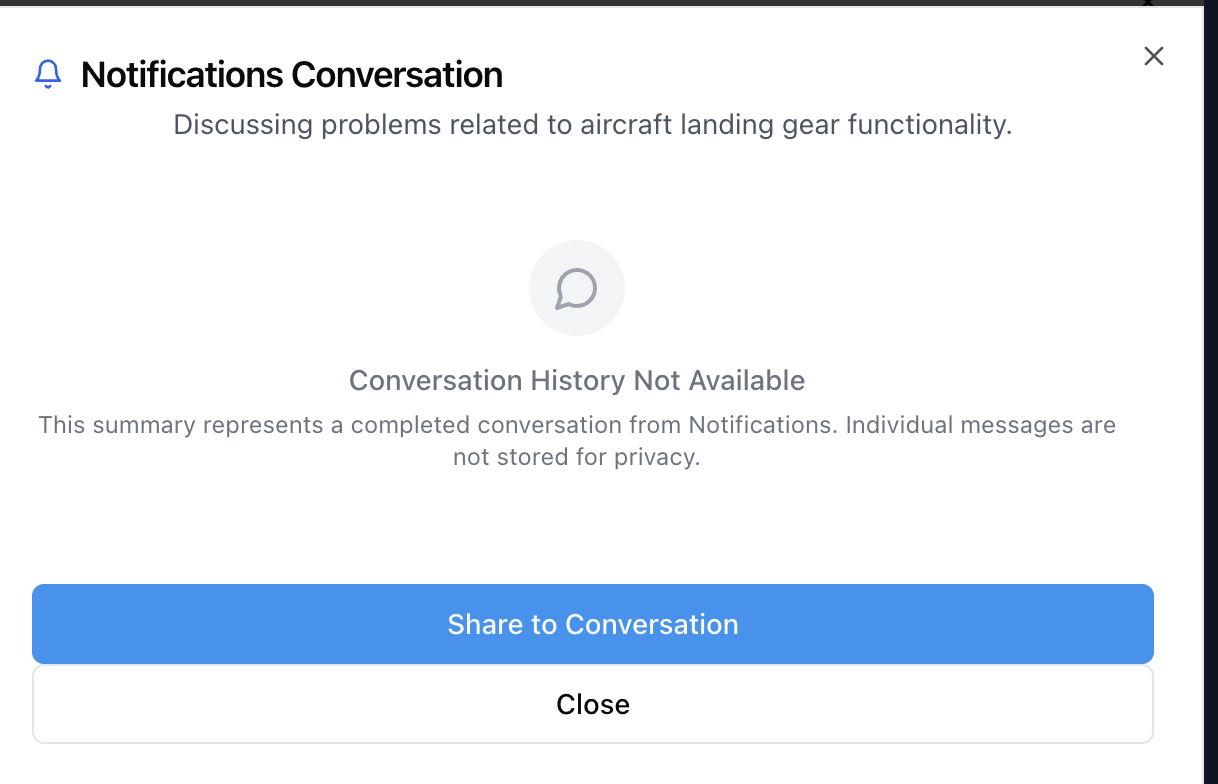 Notifications Conversation
Discussing problems related to aircraft landing gear functionality.
Conversation History Not Available
This summary represents a completed conversation from Notifications. Individual messages are
not stored for privacy.
Share to Conversation
Close